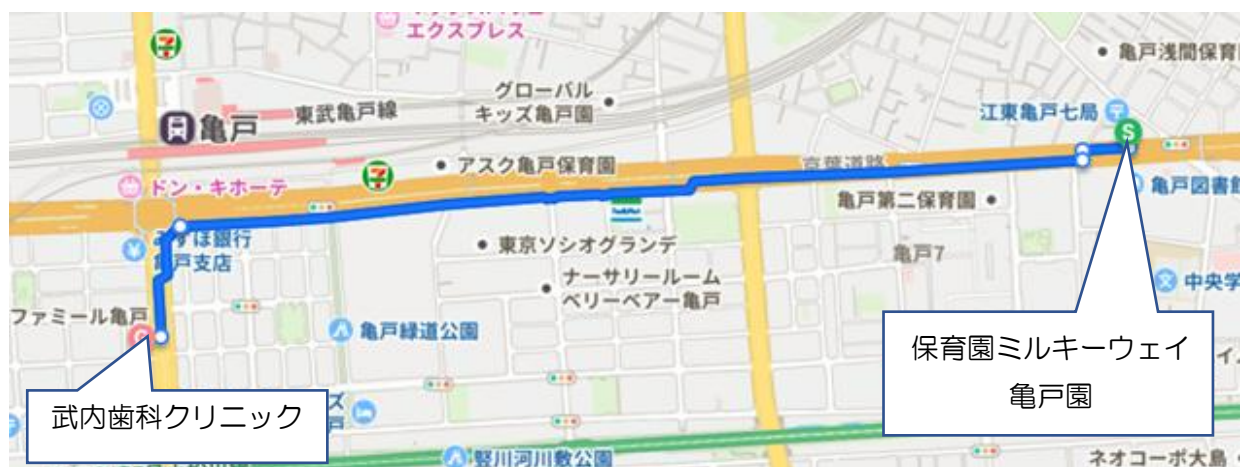 エクスプレス
亀戸浅間保育
グローバル
キッズ亀戸園
東武亀戸線
亀戸
江東亀戸七局
S
アスク亀戸保育園
京葉道路
ドン・キホーテ
亀戸図書館
亀戸第二保育園
みずほ銀行
亀戸支店
東京ソシオグランデ
亀戸7
ナーサリールーム
ベリーベアー亀戸
中央学
ファミール亀戸
亀戸緑道公園
保育園ミルキーウェイ
亀戸園
武内歯科クリニック
竪川河川敷公園
ネオコーポ大島